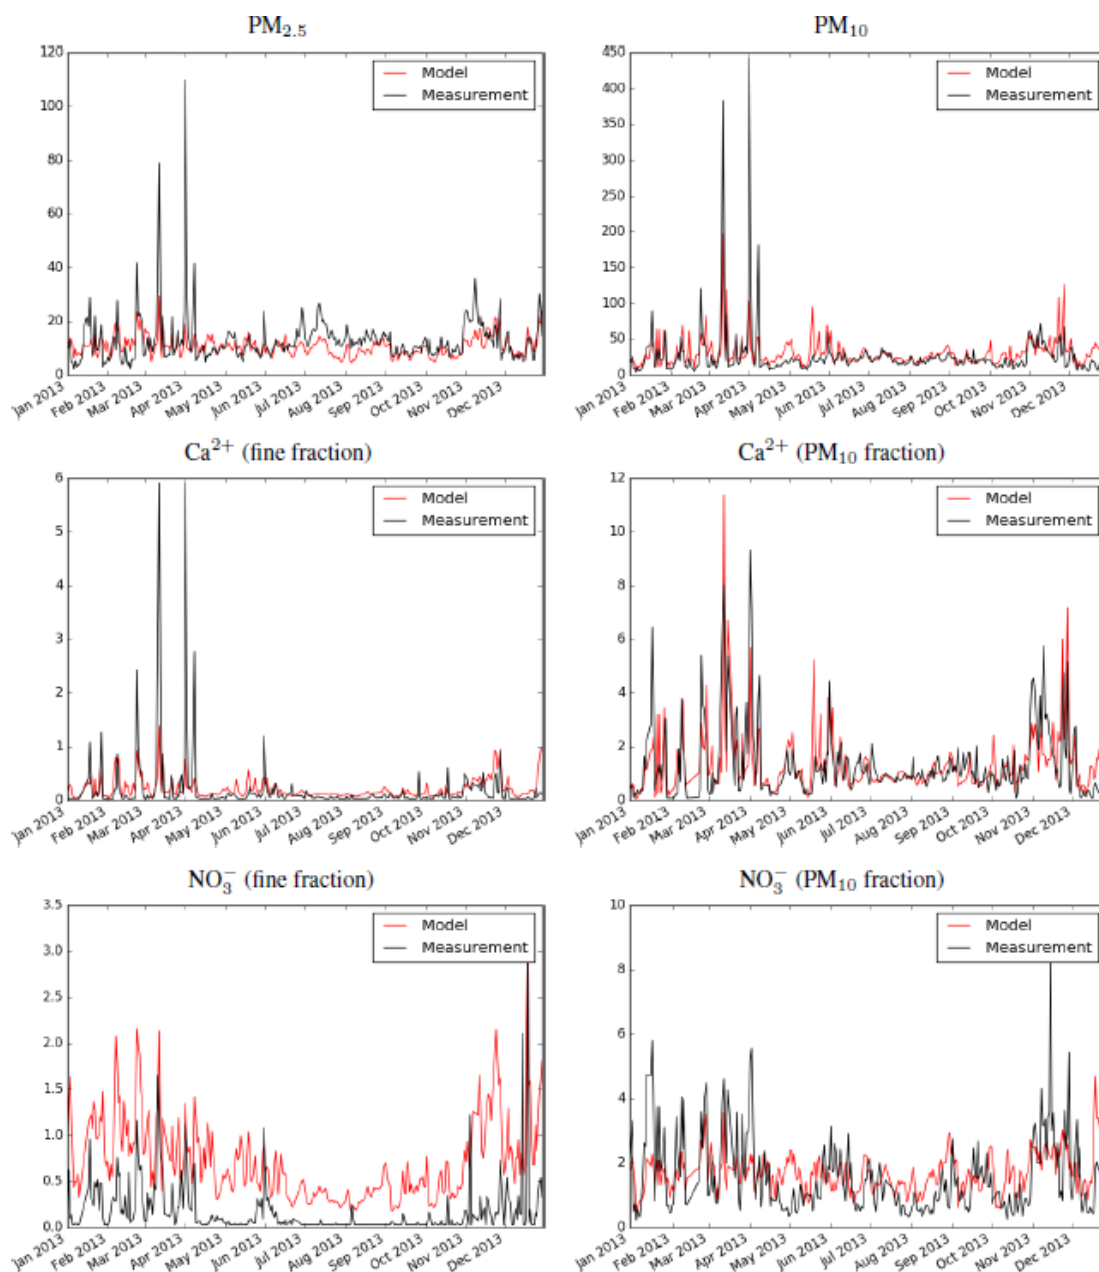 PM₂.₅
120
100
80
60
40
20
0
Model
Measurement
Jan 2013
Feb 2013
Mar 2013
Apr 2013
May 2013
Jun 2013
Jul 2013
Aug 2013
Sep 2013
Oct 2013
Nov 2013
Dec 2013
PM₁₀
450
400
350
300
250
200
150
100
50
0
Model
Measurement
Jan 2013
Feb 2013
Mar 2013
Apr 2013
May 2013
Jun 2013
Jul 2013
Aug 2013
Sep 2013
Oct 2013
Nov 2013
Dec 2013
Ca²⁺ (fine fraction)
6
5
4
3
2
1
0
Model
Measurement
Jan 2013
Feb 2013
Mar 2013
Apr 2013
May 2013
Jun 2013
Jul 2013
Aug 2013
Sep 2013
Oct 2013
Nov 2013
Dec 2013
Ca²⁺ (PM₁₀ fraction)
12
10
8
6
4
2
0
Model
Measurement
Jan 2013
Feb 2013
Mar 2013
Apr 2013
May 2013
Jun 2013
Jul 2013
Aug 2013
Sep 2013
Oct 2013
Nov 2013
Dec 2013
NO₃⁻ (fine fraction)
3.5
3.0
2.5
2.0
1.5
1.0
0.5
0.0
Model
Measurement
Jan 2013
Feb 2013
Mar 2013
Apr 2013
May 2013
Jun 2013
Jul 2013
Aug 2013
Sep 2013
Oct 2013
Nov 2013
Dec 2013
NO₃⁻ (PM₁₀ fraction)
10
8
6
4
2
0
Model
Measurement
Jan 2013
Feb 2013
Mar 2013
Apr 2013
May 2013
Jun 2013
Jul 2013
Aug 2013
Sep 2013
Oct 2013
Nov 2013
Dec 2013